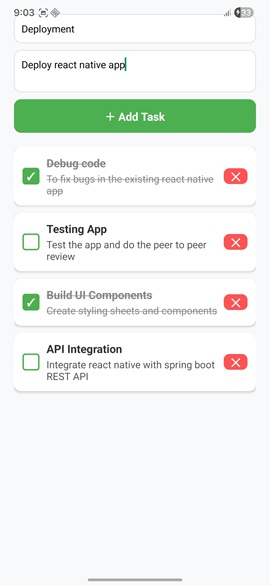 9:03 33
Deployment
Deploy react native app
+ Add Task
Debug code
To fix bugs in the existing react native
app
Testing App
Test the app and do the peer to peer
review
Build UI Components
Create styling sheets and components
API Integration
Integrate react native with spring boot
REST API